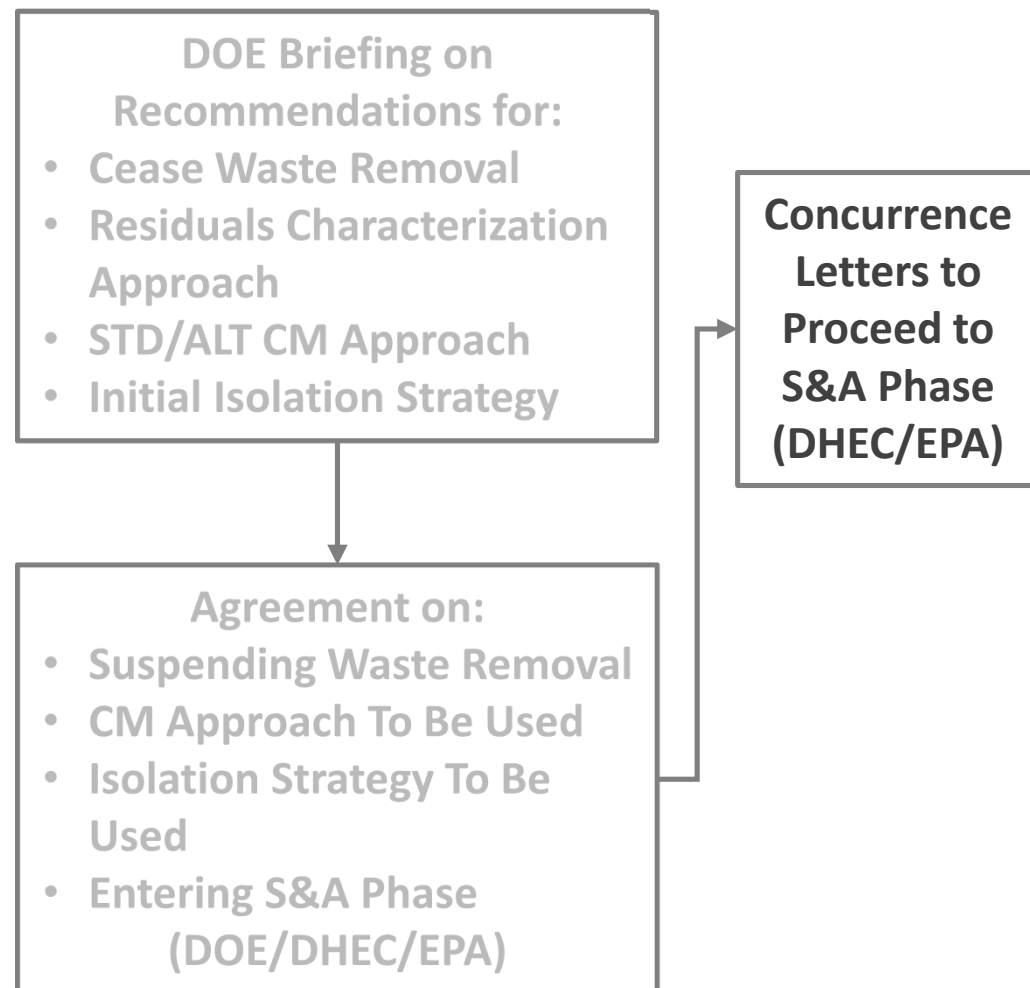 DOE Briefing on
Recommendations for:
• Cease Waste Removal
• Residuals Characterization
Approach
• STD/ALT CM Approach
• Initial Isolation Strategy
Concurrence
Letters to
Proceed to
S&A Phase
(DHEC/EPA)
Agreement on:
• Suspending Waste Removal
• CM Approach To Be Used
• Isolation Strategy To Be
Used
• Entering S&A Phase
(DOE/DHEC/EPA)